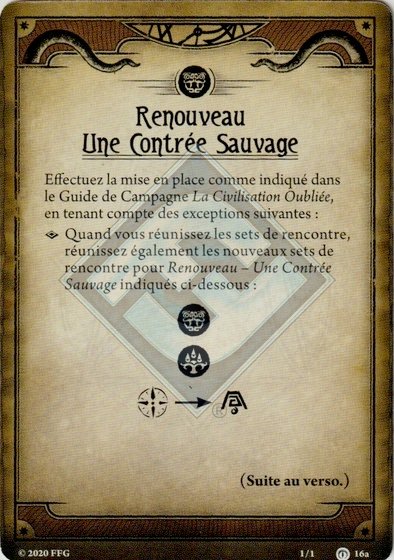 Renouveau
Une Contrée Sauvage
Effectuez la mise en place comme indiqué dans
le Guide de Campagne La Civilisation Oubliée,
en tenant compte des exceptions suivantes :
Quand vous réunissez les sets de rencontre,
réunissez également les nouveaux sets de
rencontre pour Renouveau – Une Contrée
Sauvage indiqués ci-dessous :
(Suite au verso.)
© 2020 FFG 1/1 16a